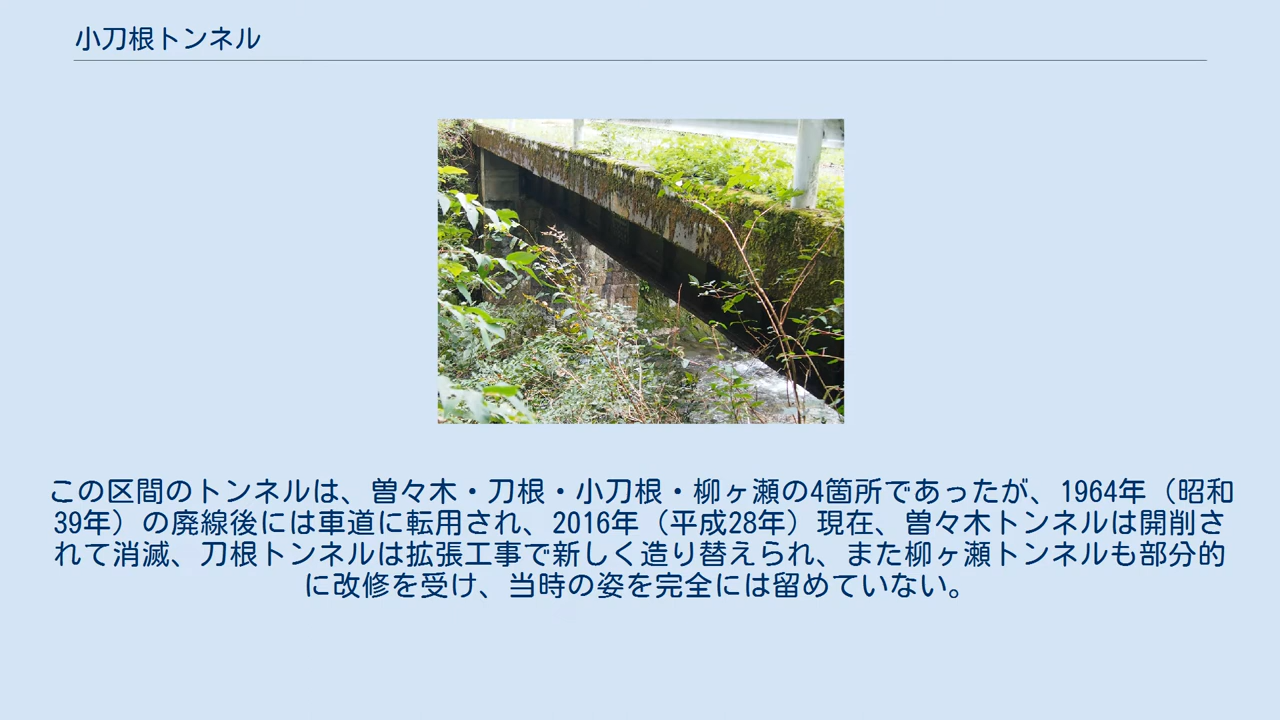 小刀根トンネル
この区間のトンネルは、曽々木・刀根・小刀根・柳ヶ瀬の4箇所であったが、1964年（昭和
39年）の廃線後には車道に転用され、2016年（平成28年）現在、曽々木トンネルは開削さ
れて消滅、刀根トンネルは拡張工事で新しく造り替えられ、また柳ヶ瀬トンネルも部分的
に改修を受け、当時の姿を完全には留めていない。